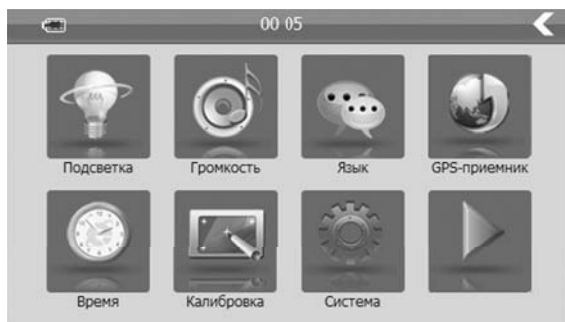 00 05
Подсветка
Громкость
Язык
GPS-приемник
Время
Калибровка
Система